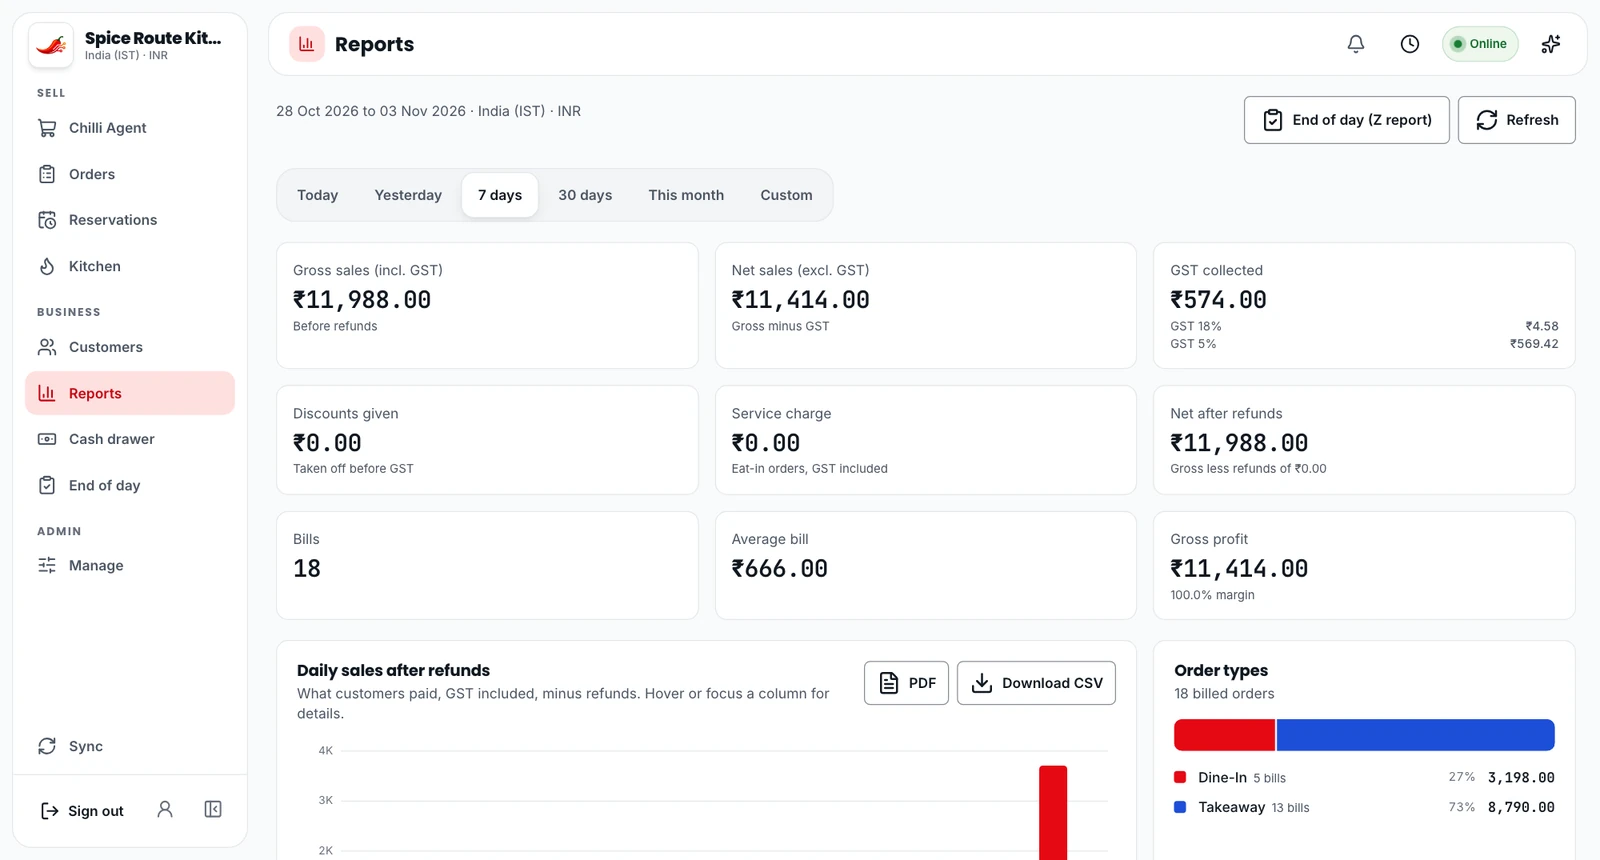 Spice Route Kit...
India (IST) · INR
SELL
Chilli Agent
Orders
Reservations
Kitchen
BUSINESS
Customers
Reports
Cash drawer
End of day
ADMIN
Manage
Sync
Sign out
Reports
Online
28 Oct 2026 to 03 Nov 2026 · India (IST) · INR
End of day (Z report)
Refresh
Today
Yesterday
7 days
30 days
This month
Custom
Gross sales (incl. GST)
₹11,988.00
Before refunds
Net sales (excl. GST)
₹11,414.00
Gross minus GST
GST collected
₹574.00
GST 18% ₹4.58
GST 5% ₹569.42
Discounts given
₹0.00
Taken off before GST
Service charge
₹0.00
Eat-in orders, GST included
Net after refunds
₹11,988.00
Gross less refunds of ₹0.00
Bills
18
Average bill
₹666.00
Gross profit
₹11,414.00
100.0% margin
Daily sales after refunds
What customers paid, GST included, minus refunds. Hover or focus a column for
details.
PDF
Download CSV
4K
3K
2K
Order types
18 billed orders
Dine-In 5 bills 27% 3,198.00
Takeaway 13 bills 73% 8,790.00